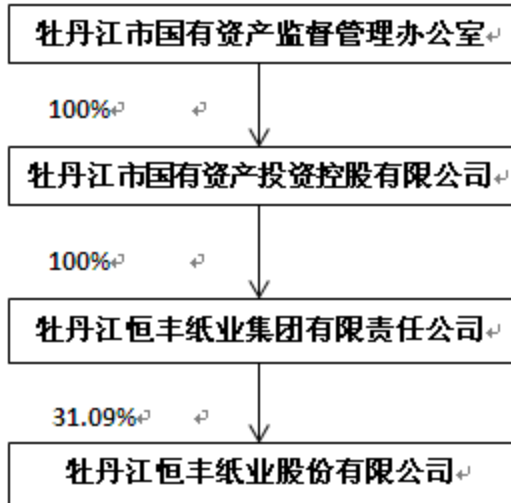 牡丹江市国有资产监督管理办公室
100%
牡丹江市国有资产投资控股有限公司
100%
牡丹江恒丰纸业集团有限责任公司
31.09%
牡丹江恒丰纸业股份有限公司